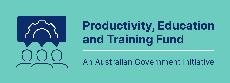 Productivity, Education
and Training Fund
An Australian Government Initiative